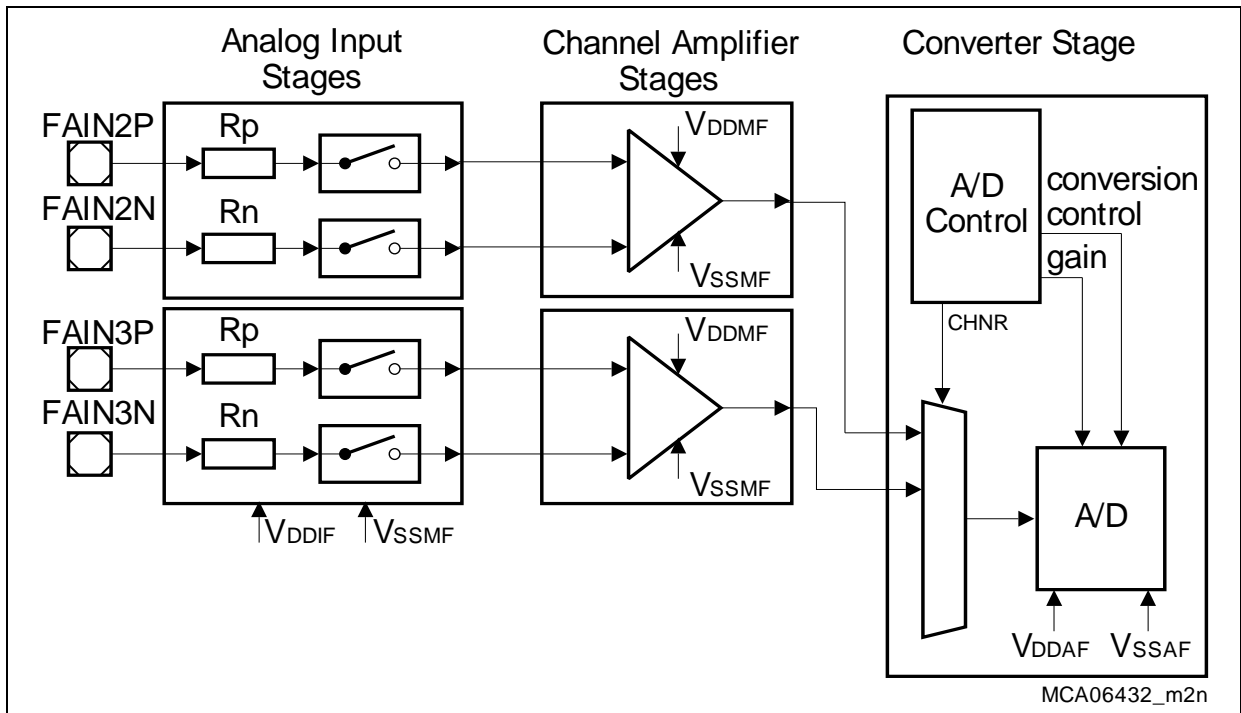 Analog Input
Stages
Channel Amplifier
Stages
Converter Stage
FAIN2P
Rp
FAIN2N
Rn
VDDMF
VSSMF
FAIN3P
Rp
FAIN3N
Rn
VDDIF
VSSMF
VDDMF
VSSMF
A/D
Control
conversion
control
gain
CHNR
A/D
VDDAF
VSSAF
MCA06432_m2n